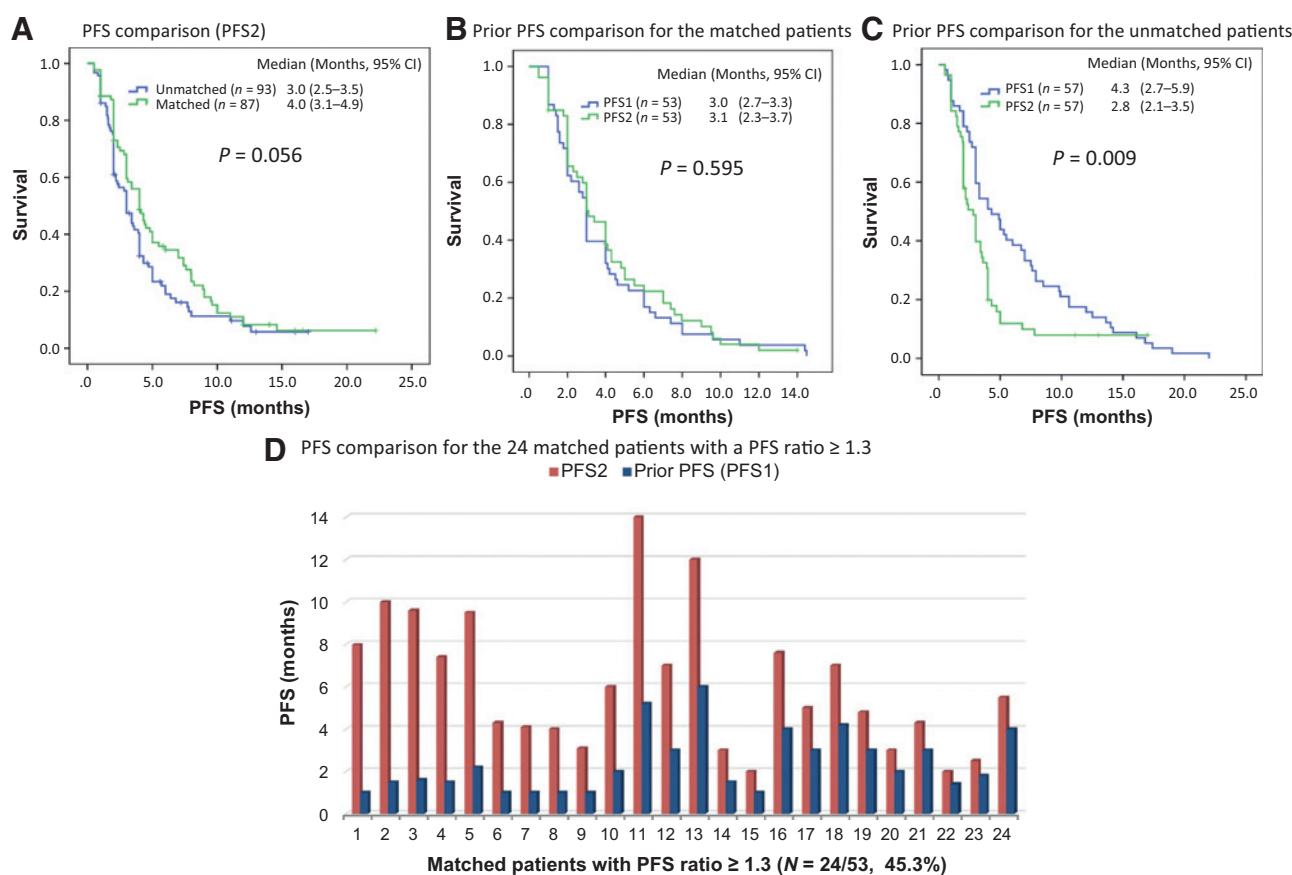 A PFS comparison (PFS2)
Median (Months, 95% CI)
Unmatched (n = 93) 3.0 (2.5–3.5)
Matched (n = 87) 4.0 (3.1–4.9)
P = 0.056
Survival
1.0
0.8
0.6
0.4
0.2
0.0
.0 5.0 10.0 15.0 20.0 25.0
PFS (months)
B Prior PFS comparison for the matched patients
Median (Months, 95% CI)
PFS1 (n = 53) 3.0 (2.7–3.3)
PFS2 (n = 53) 3.1 (2.3–3.7)
P = 0.595
Survival
1.0
0.8
0.6
0.4
0.2
0.0
.0 2.0 4.0 6.0 8.0 10.0 12.0 14.0
PFS (months)
C Prior PFS comparison for the unmatched patients
Median (Months, 95% CI)
PFS1 (n = 57) 4.3 (2.7–5.9)
PFS2 (n = 57) 2.8 (2.1–3.5)
P = 0.009
Survival
1.0
0.8
0.6
0.4
0.2
0.0
.0 5.0 10.0 15.0 20.0 25.0
PFS (months)
D PFS comparison for the 24 matched patients with a PFS ratio ≥ 1.3
PFS2 Prior PFS (PFS1)
PFS (months)
14
12
10
8
6
4
2
0
1 2 3 4 5 6 7 8 9 10 11 12 13 14 15 16 17 18 19 20 21 22 23 24
Matched patients with PFS ratio ≥ 1.3 (N = 24/53, 45.3%)